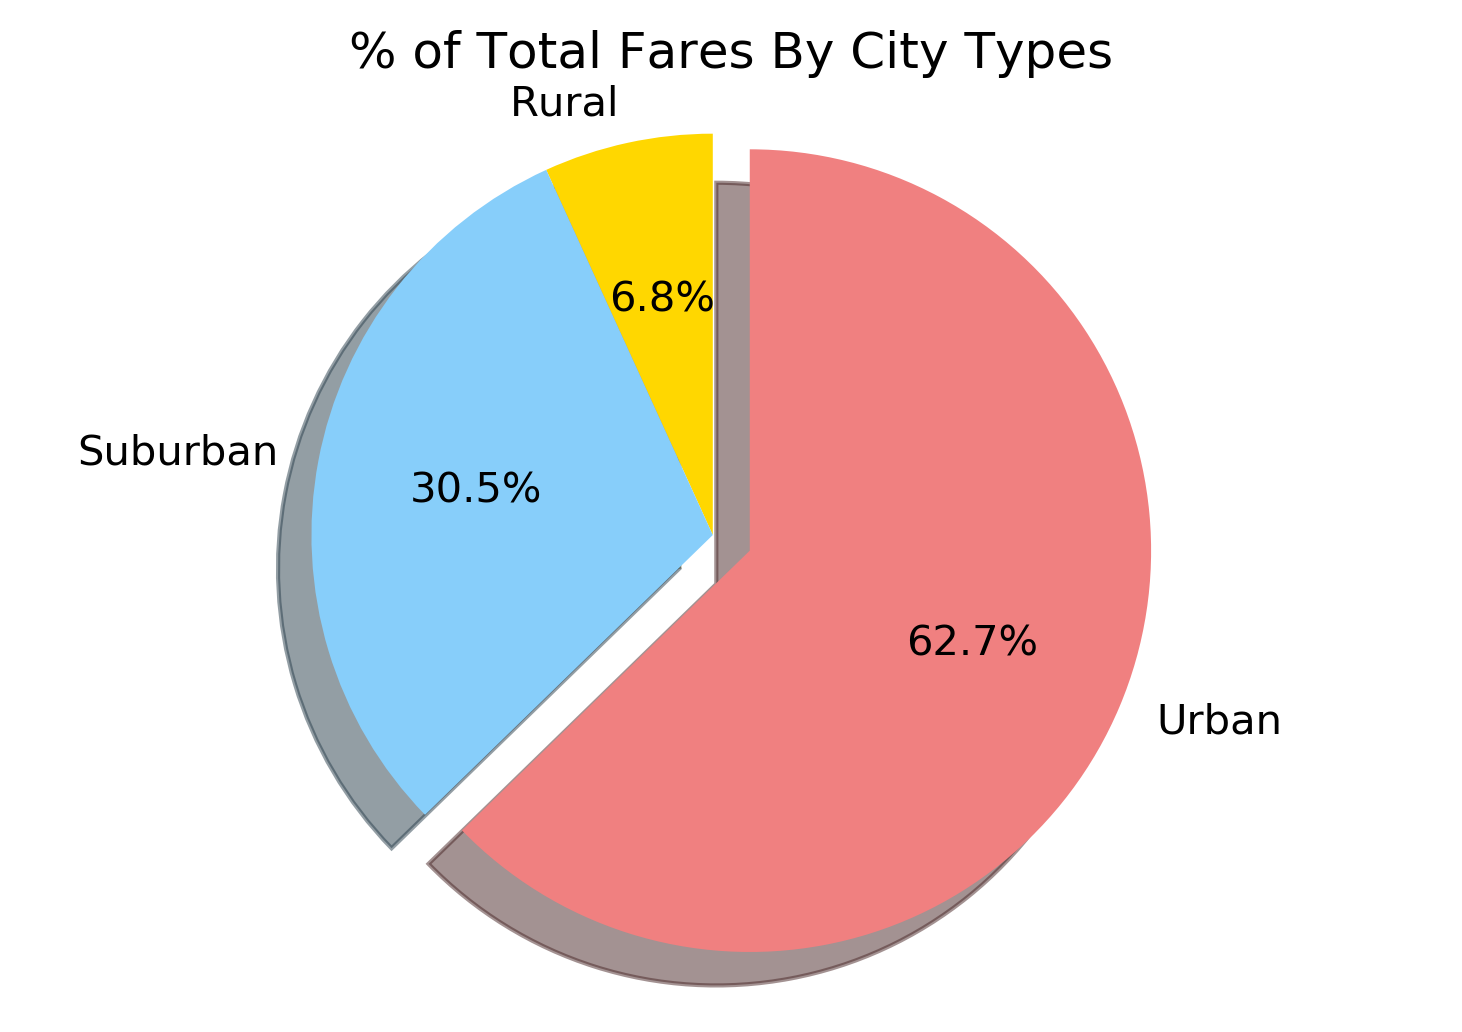 % of Total Fares By City Types
Rural
6.8%
Suburban
30.5%
62.7%
Urban